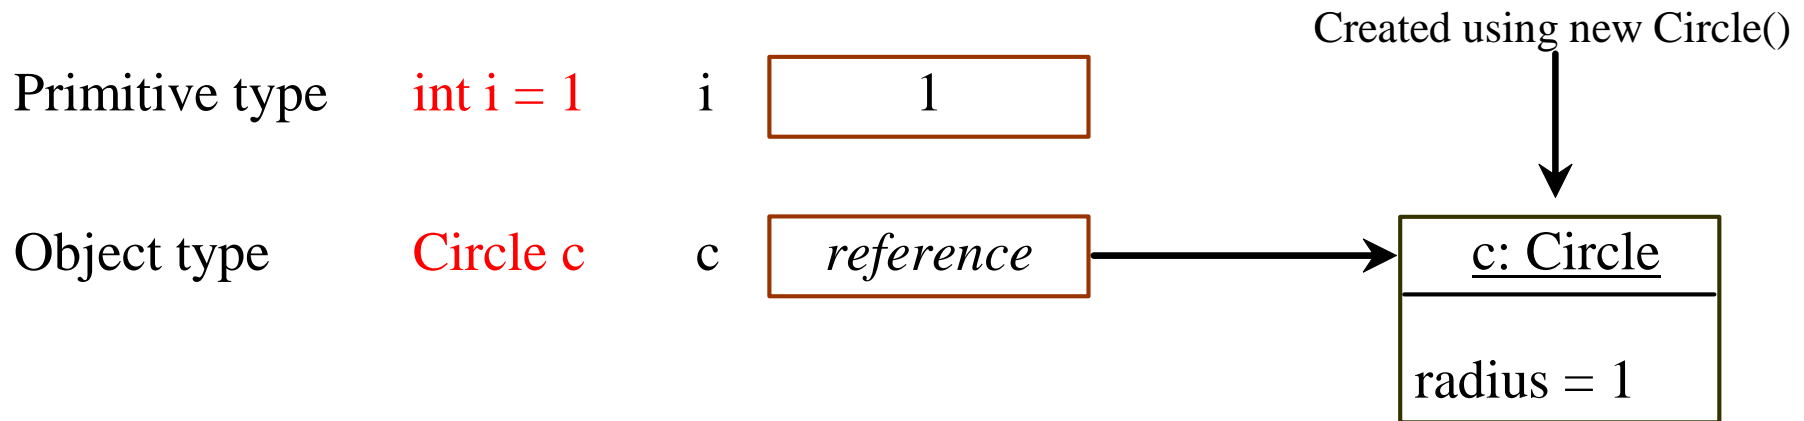 Created using new Circle()
Primitive type int i = 1 i 1
Object type Circle c c reference c: Circle
radius = 1